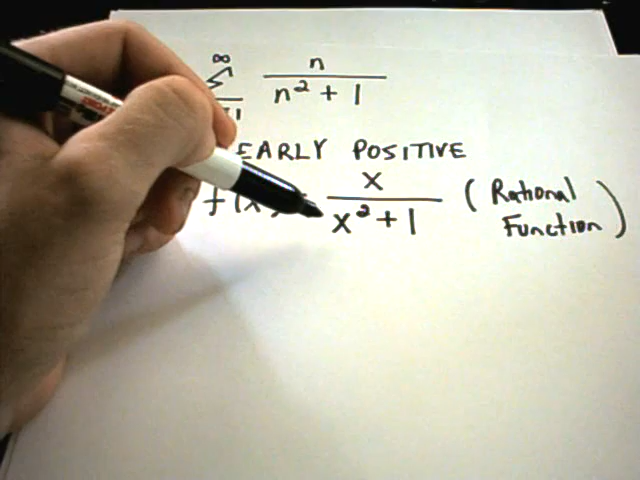 ∞
Σ n/(n² + 1)
EARLY POSITIVE
f(x) x/(x² + 1) (Rational Function)